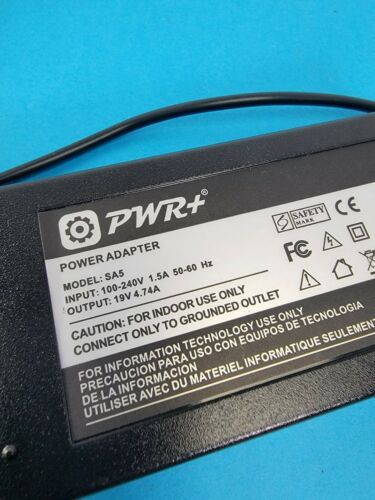 PWR+®
POWER ADAPTER
MODEL: SA5
INPUT: 100-240V 1.5A 50-60 Hz
OUTPUT: 19V 4.74A
S SAFETY
MARK
CE
FC
CAUTION: FOR INDOOR USE ONLY
CONNECT ONLY TO GROUNDED OUTLET
FOR INFORMATION TECHNOLOGY USE ONLY
PRECAUCION PARA USO CON EQUIPOS DE TECNOLOGIA
DE LA INFORMACION
UTILISER AVEC DU MATERIEL INFORMATIQUE SEULEMENT